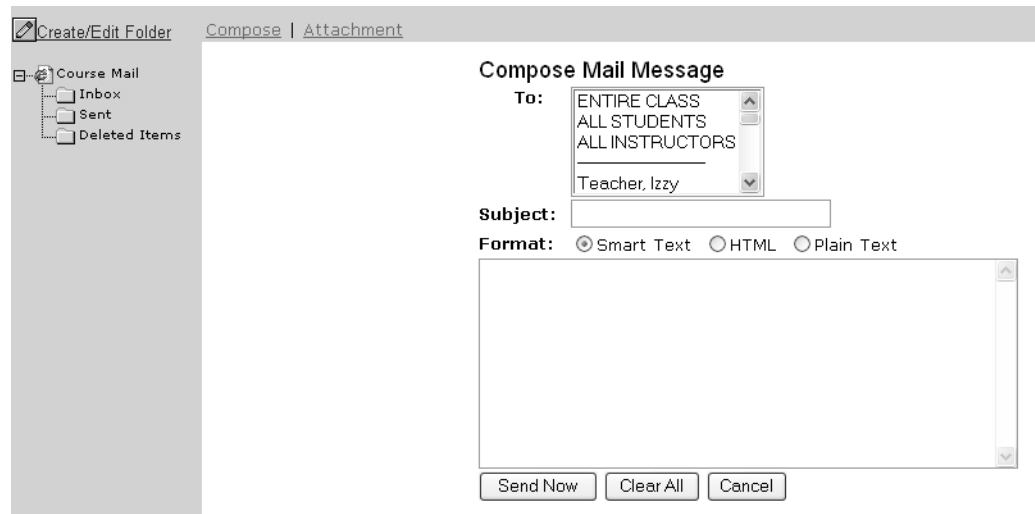 Create/Edit Folder Compose | Attachment
Course Mail
Inbox
Sent
Deleted Items
Compose Mail Message
To:
ENTIRE CLASS
ALL STUDENTS
ALL INSTRUCTORS
Teacher, Izzy
Subject:
Format: Smart Text HTML Plain Text
Send Now Clear All Cancel